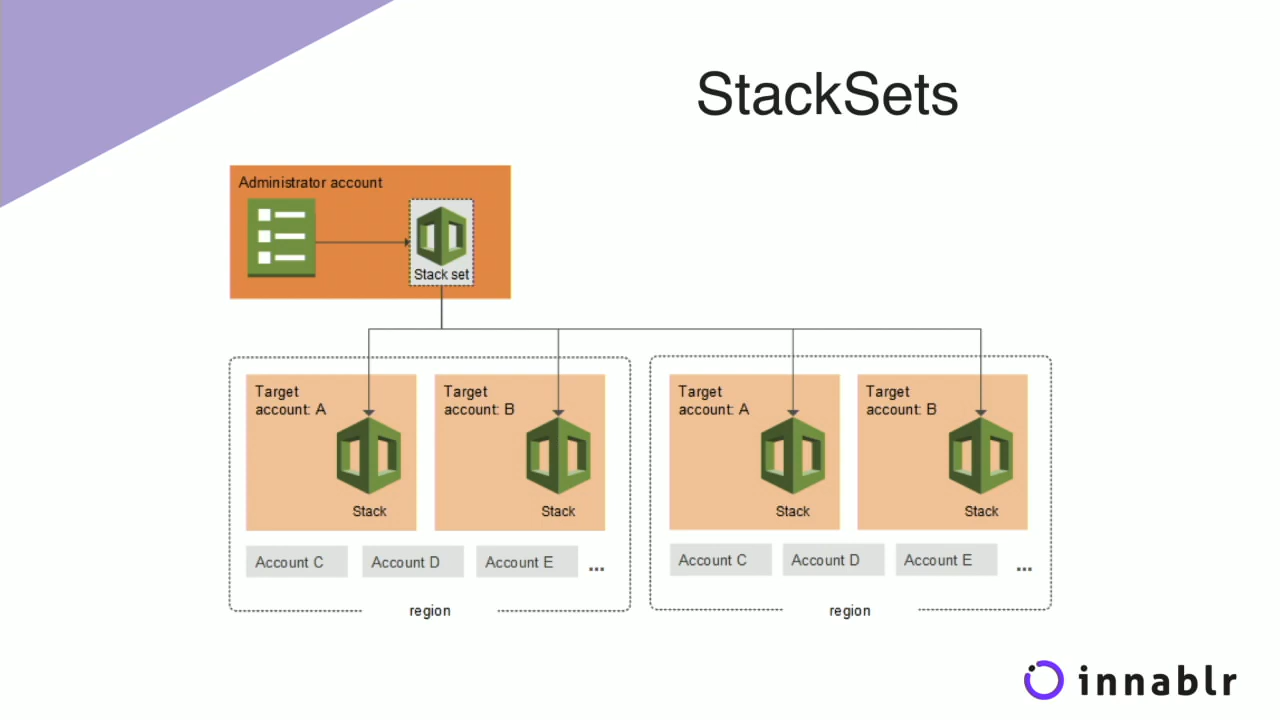 StackSets
Administrator account
Stack set
Target
account: A
Stack
Target
account: B
Stack
Account C
Account D
Account E
...
region
Target
account: A
Stack
Target
account: B
Stack
Account C
Account D
Account E
...
region
innablr